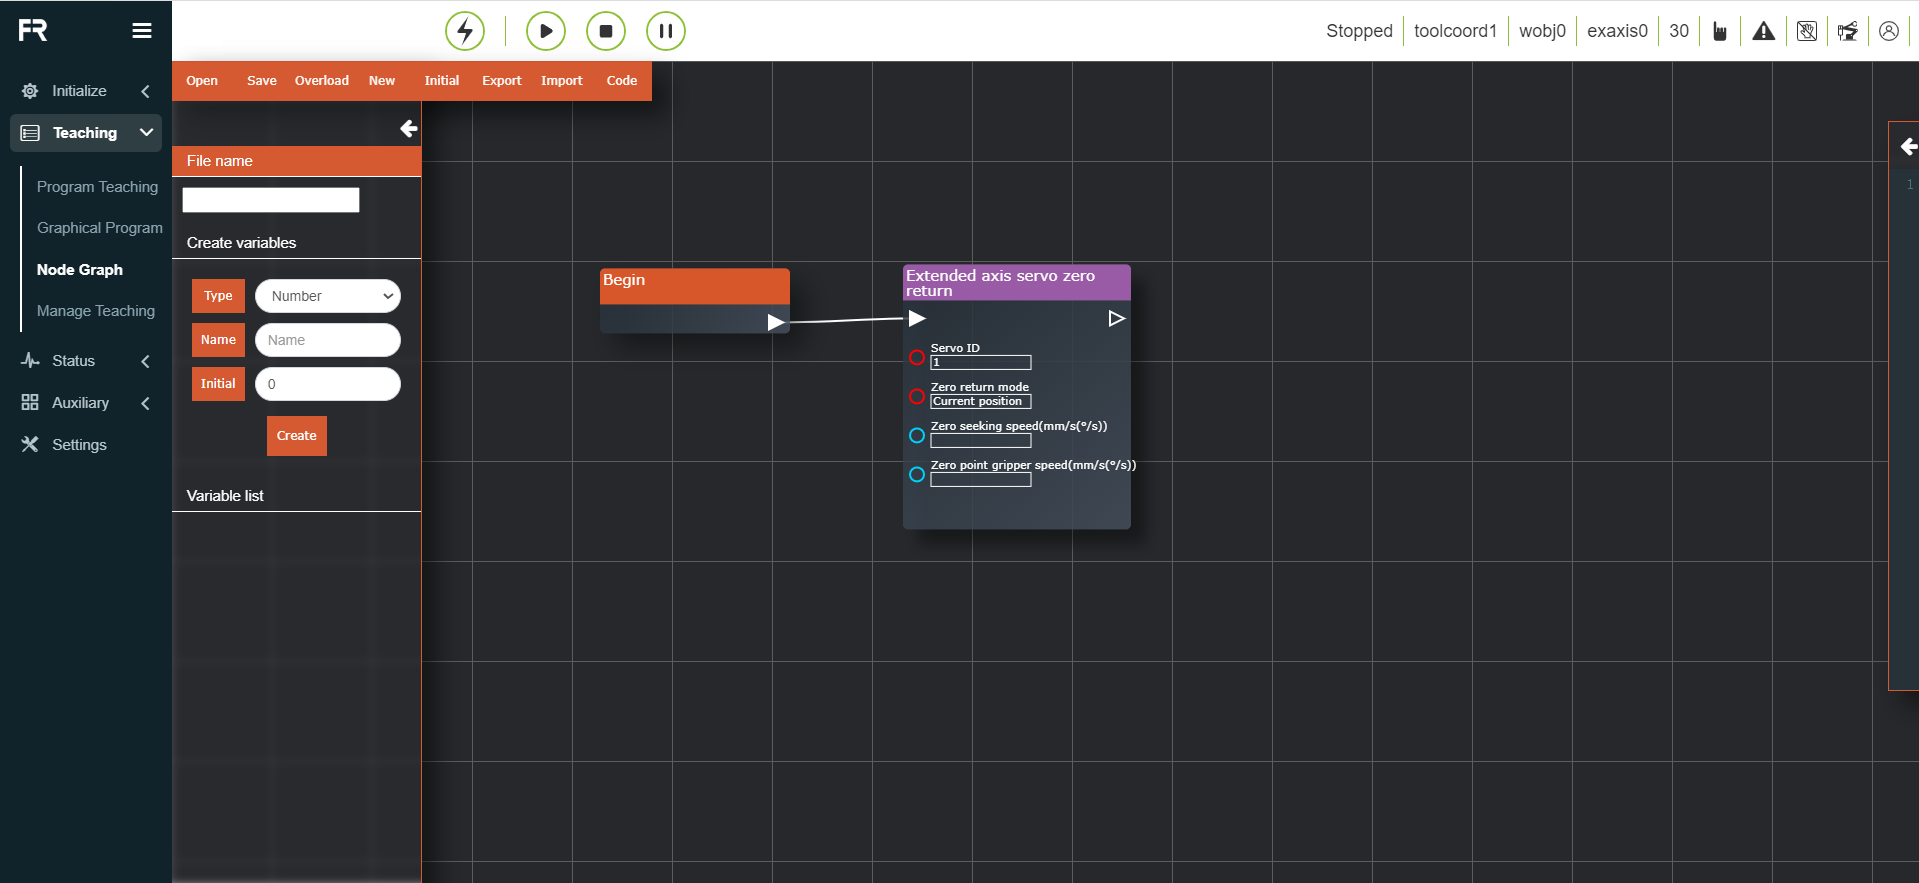 FR
Stopped
toolcoord1
wobj0
exaxis0
30
Initialize
Teaching
Program Teaching
Graphical Program
Node Graph
Manage Teaching
Status
Auxiliary
Settings
Open Save Overload New Initial Export Import Code
File name
Create variables
Type Number
Name Name
Initial 0
Create
Variable list
Begin
Extended axis servo zero
return
Servo ID
1
Zero return mode
Current position
Zero seeking speed(mm/s(°/s))
Zero point gripper speed(mm/s(°/s))
1